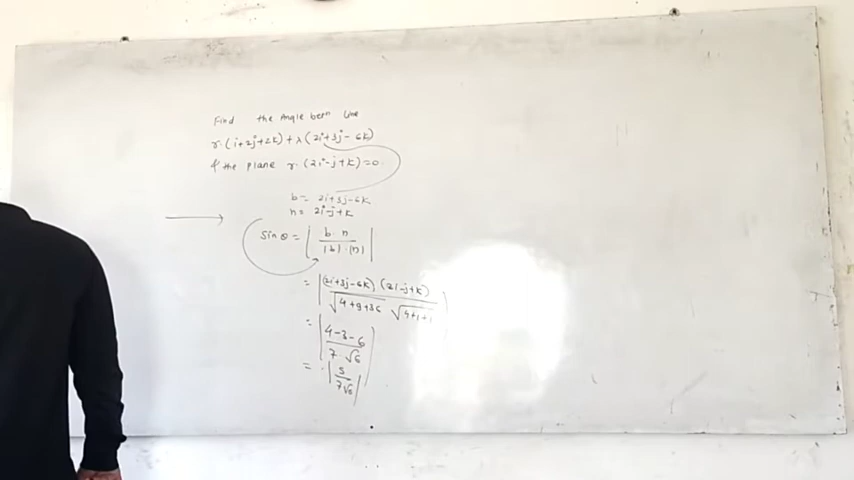 Find the Angle betn line
r.(i+2j+2k)+λ(2i+3j-6k)
& the plane r.(2i-j+k)=0.
b = 2i+3j-6k
n = 2i-j+k
sin θ = | b.n / |b|.|n| |
= | (2i+3j-6k) (2i-j+k) / √4+9+36 √4+1+1 |
= | 4-3-6 / 7 √6 |
= | 5 / 7√6 |